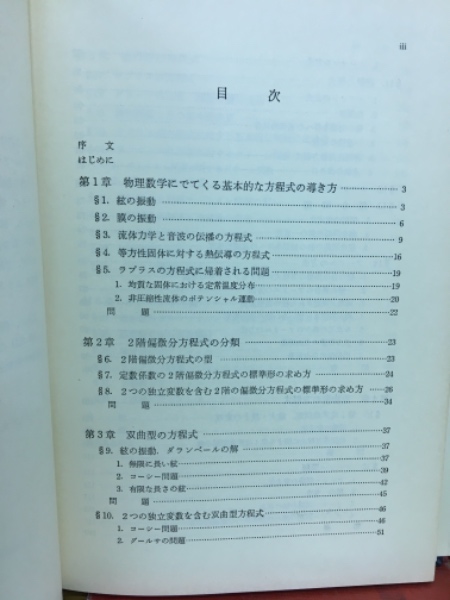 iii
目　次
序　文
はじめに
第1章　物理数学にでてくる基本的な方程式の導き方 3
§1. 絃の振動 3
§2. 膜の振動 6
§3. 流体力学と音波の伝播の方程式 9
§4. 等方性固体に対する熱伝導の方程式 16
§5. ラプラスの方程式に帰着される問題 19
1. 均質な固体における定常温度分布 19
2. 非圧縮性流体のポテンシャル運動 20
問　題 22
第2章　2階偏微分方程式の分類 23
§6. 2階偏微分方程式の型 23
§7. 定数係数の2階偏微分方程式の標準形の求め方 24
§8. 2つの独立変数を含む2階の偏微分方程式の標準形の求め方 26
問　題 34
第3章　双曲型の方程式 37
§9. 絃の振動．ダランベールの解 37
1. 無限に長い絃 37
2. コーシー問題 39
3. 有限な長さの絃 42
問　題 45
§10. 2つの独立変数を含む双曲型方程式 46
1. コーシー問題 46
2. グールサの問題 51